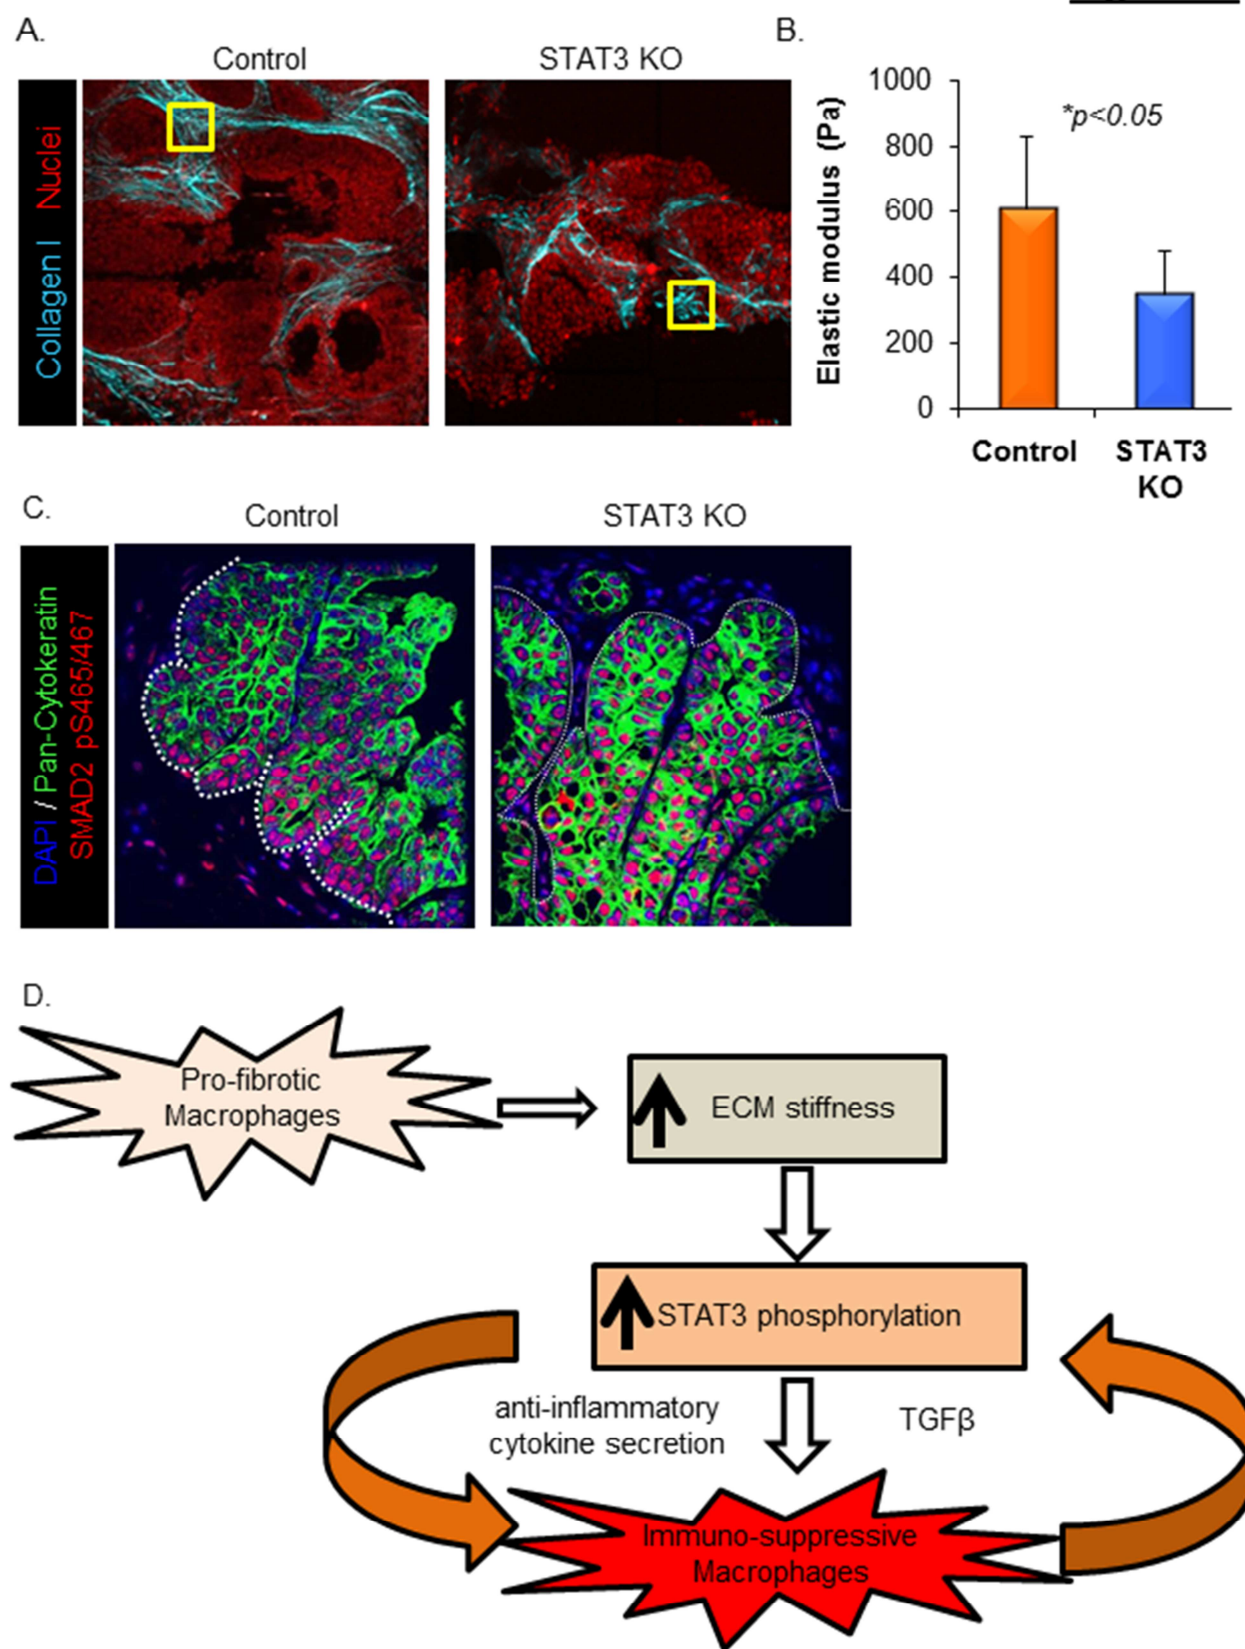 A.
Control
STAT3 KO
Collagen I Nuclei
B.
Elastic modulus (Pa)
1000
800
600
400
200
0
*p<0.05
Control
STAT3
KO
C.
Control
STAT3 KO
DAPI / Pan-Cytokeratin
SMAD2 pS465/467
D.
Pro-fibrotic
Macrophages
ECM stiffness
STAT3 phosphorylation
anti-inflammatory
cytokine secretion
TGFβ
Immuno-suppressive
Macrophages